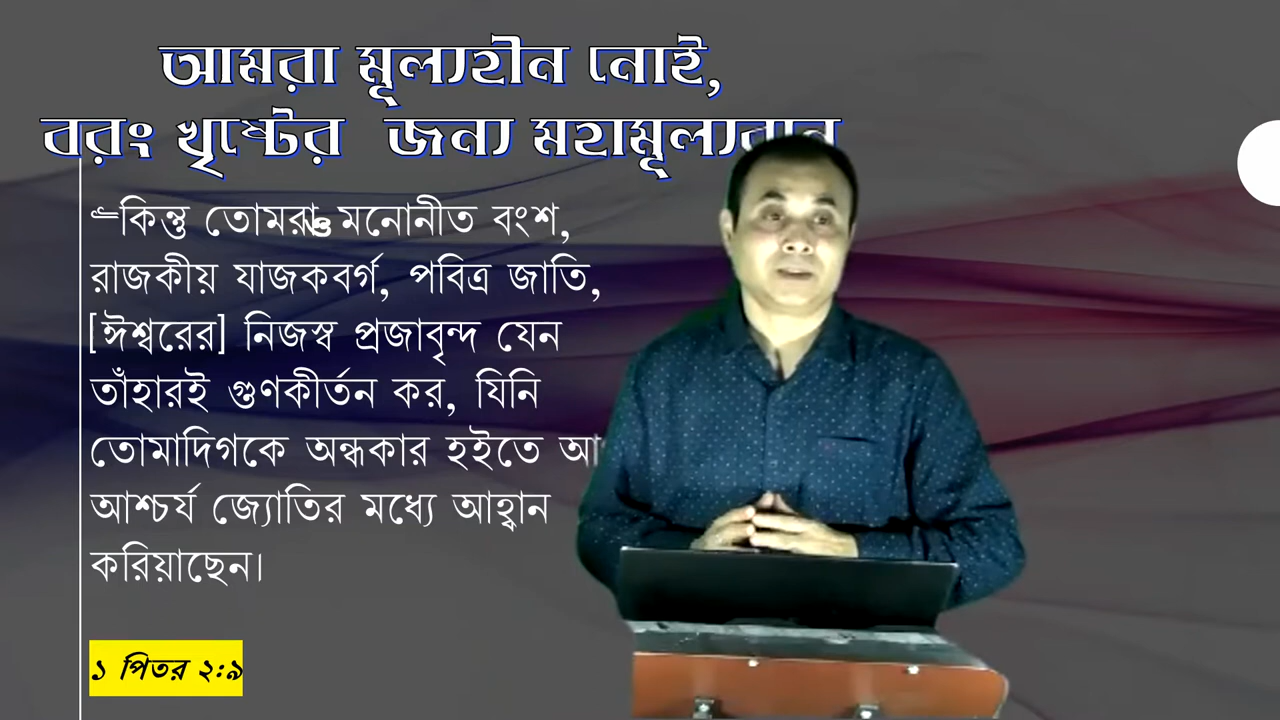 আমরা মূল্যহীন নোই,
বরং খৃষ্টের জন্য মহামূল্যবান
কিন্তু তোমরা মনোনীত বংশ,
রাজকীয় যাজকবর্গ, পবিত্র জাতি,
[ঈশ্বরের] নিজস্ব প্রজাবৃন্দ যেন
তাঁহারই গুণকীর্তন কর, যিনি
তোমাদিগকে অন্ধকার হইতে আ
আশ্চর্য জ্যোতির মধ্যে আহ্বান
করিয়াছেন।
১ পিতর ২:৯